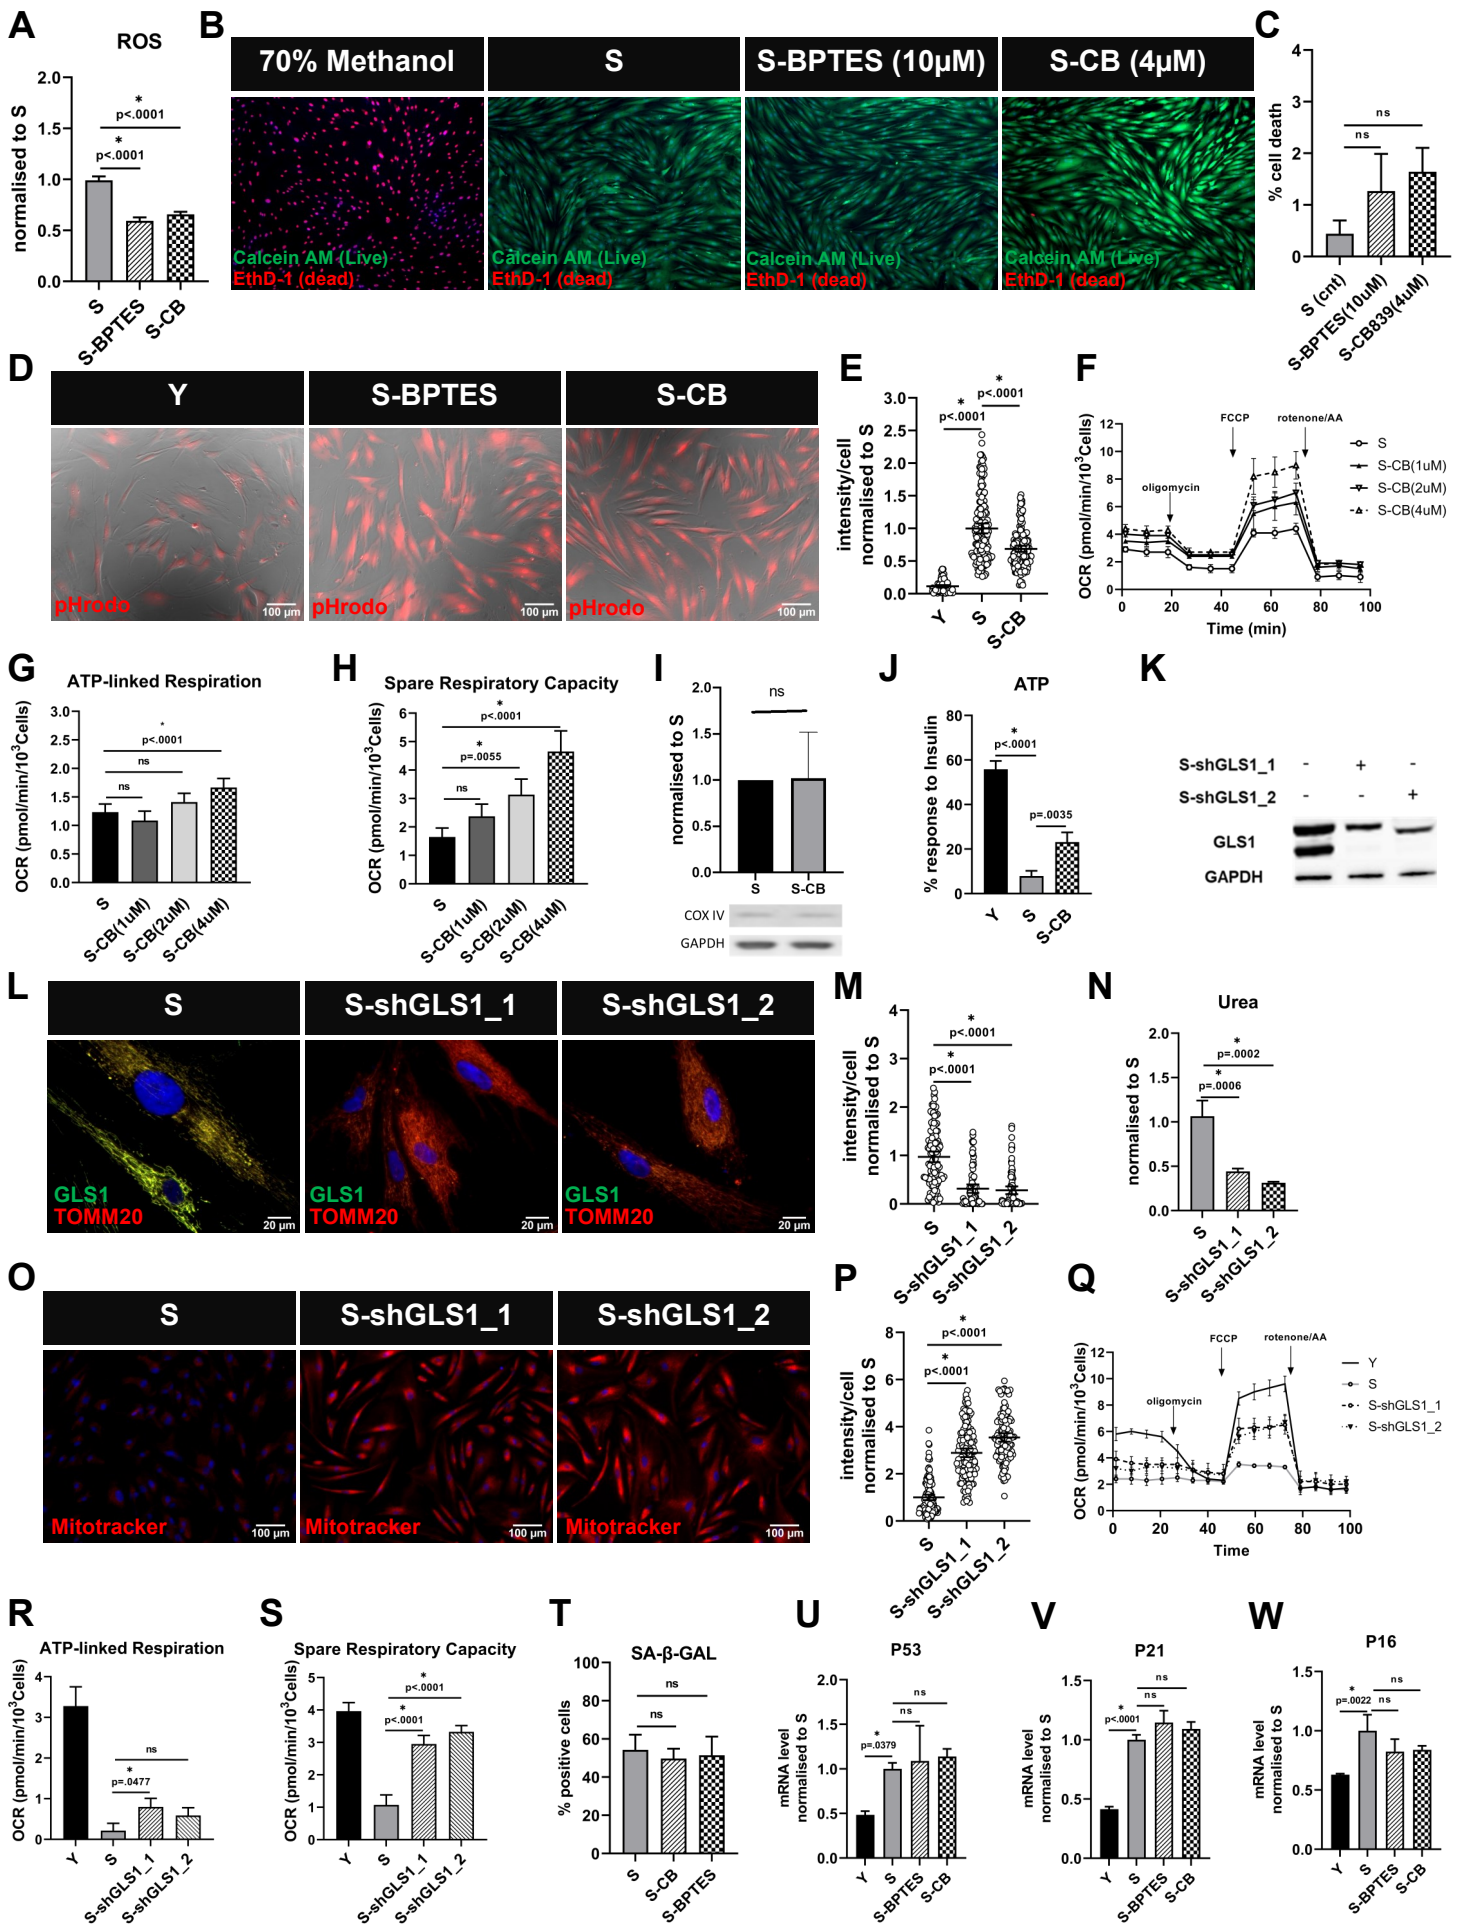 A
ROS
normalised to S
2.0
1.5
1.0
0.5
0.0
*
p<.0001
*
p<.0001
S
S-BPTES
S-CB
B
70% Methanol
S
S-BPTES (10µM)
S-CB (4µM)
Calcein AM (Live)
EthD-1 (dead)
Calcein AM (Live)
EthD-1 (dead)
Calcein AM (Live)
EthD-1 (dead)
Calcein AM (Live)
EthD-1 (dead)
C
% cell death
4
3
2
1
0
ns
ns
S (cnt)
S-BPTES(10uM)
S-CB839(4uM)
D
Y
S-BPTES
S-CB
pHrodo
100 µm
pHrodo
100 µm
pHrodo
100 µm
E
intensity/cell
normalised to S
3.0
2.5
2.0
1.5
1.0
0.5
0.0
*
p<.0001
*
p<.0001
Y
S
S-CB
F
OCR (pmol/min/10³Cells)
12
10
8
6
4
2
0
oligomycin
FCCP
rotenone/AA
S
S-CB(1uM)
S-CB(2uM)
S-CB(4uM)
0
20
40
60
80
100
Time (min)
G
ATP-linked Respiration
OCR (pmol/min/10³Cells)
3.0
2.5
2.0
1.5
1.0
0.5
0.0
*
p<.0001
ns
ns
S
S-CB(1uM)
S-CB(2uM)
S-CB(4uM)
H
Spare Respiratory Capacity
OCR (pmol/min/10³Cells)
6
5
4
3
2
1
0
*
p<.0001
*
p=.0055
ns
S
S-CB(1uM)
S-CB(2uM)
S-CB(4uM)
I
normalised to S
2.0
1.5
1.0
0.5
0.0
ns
S
S-CB
COX IV
GAPDH
J
ATP
% response to Insulin
80
60
40
20
0
*
p<.0001
p=.0035
Y
S
S-CB
K
S-shGLS1_1 - + -
S-shGLS1_2 - - +
GLS1
GAPDH
L
S
S-shGLS1_1
S-shGLS1_2
GLS1
TOMM20
20 µm
GLS1
TOMM20
20 µm
GLS1
TOMM20
20 µm
M
intensity/cell
normalised to S
4
3
2
1
0
*
p<.0001
*
p<.0001
S
S-shGLS1_1
S-shGLS1_2
N
Urea
normalised to S
2.0
1.5
1.0
0.5
0.0
*
p=.0002
*
p=.0006
S
S-shGLS1_1
S-shGLS1_2
O
S
S-shGLS1_1
S-shGLS1_2
Mitotracker
100 µm
Mitotracker
100 µm
Mitotracker
100 µm
P
intensity/cell
normalised to S
8
6
4
2
0
*
p<.0001
*
p<.0001
S
S-shGLS1_1
S-shGLS1_2
Q
OCR (pmol/min/10³Cells)
12
10
8
6
4
2
0
oligomycin
FCCP
rotenone/AA
Y
S
S-shGLS1_1
S-shGLS1_2
0
20
40
60
80
100
Time
R
ATP-linked Respiration
OCR (pmol/min/10³Cells)
4
3
2
1
0
ns
*
p=.0477
Y
S
S-shGLS1_1
S-shGLS1_2
S
Spare Respiratory Capacity
OCR (pmol/min/10³Cells)
5
4
3
2
1
0
*
p<.0001
*
p<.0001
Y
S
S-shGLS1_1
S-shGLS1_2
T
SA-β-GAL
% positive cells
100
80
60
40
20
0
ns
ns
S
S-CB
S-BPTES
U
P53
mRNA level
normalised to S
2.0
1.5
1.0
0.5
0.0
ns
ns
*
p=.0379
Y
S
S-BPTES
S-CB
V
P21
mRNA level
normalised to S
1.5
1.0
0.5
0.0
ns
ns
*
p<.0001
Y
S
S-BPTES
S-CB
W
P16
mRNA level
normalised to S
1.5
1.0
0.5
0.0
ns
ns
*
p=.0022
Y
S
S-BPTES
S-CB